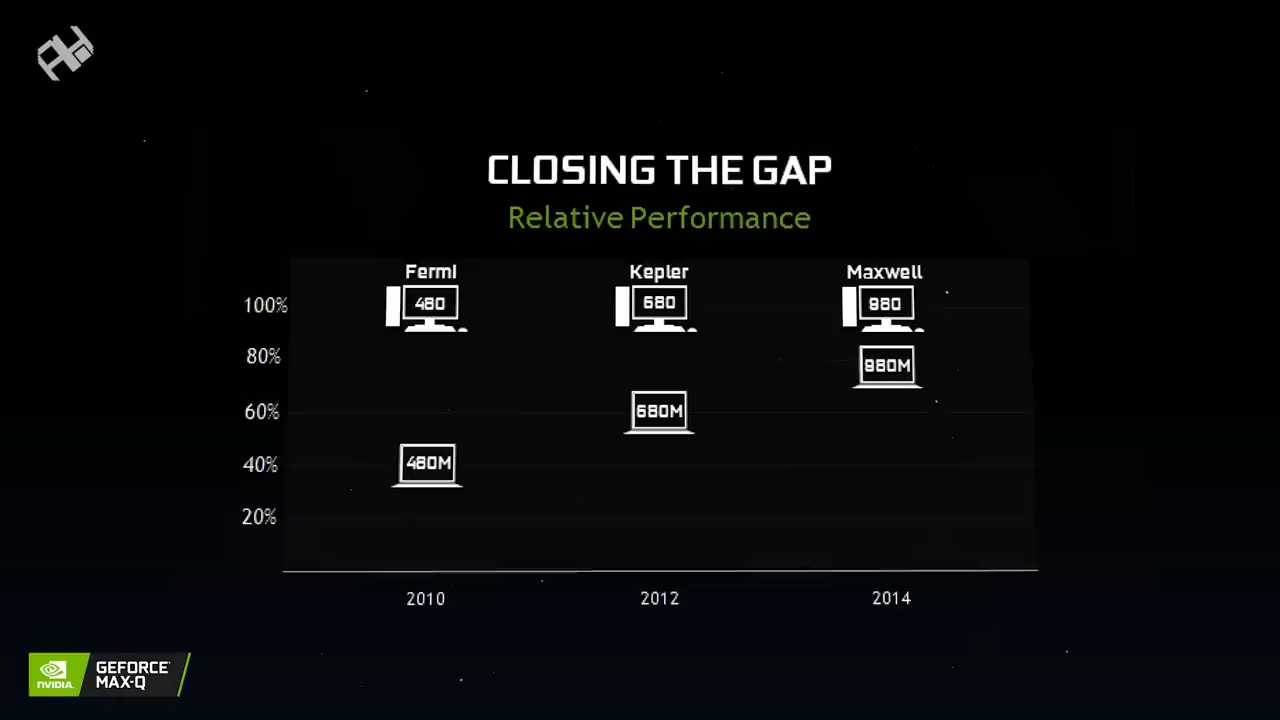 CLOSING THE GAP
Relative Performance
Fermi Kepler Maxwell
100% 480 680 980
80% 980M
60% 680M
40% 480M
20%
2010 2012 2014
NVIDIA. GEFORCE
MAX-Q